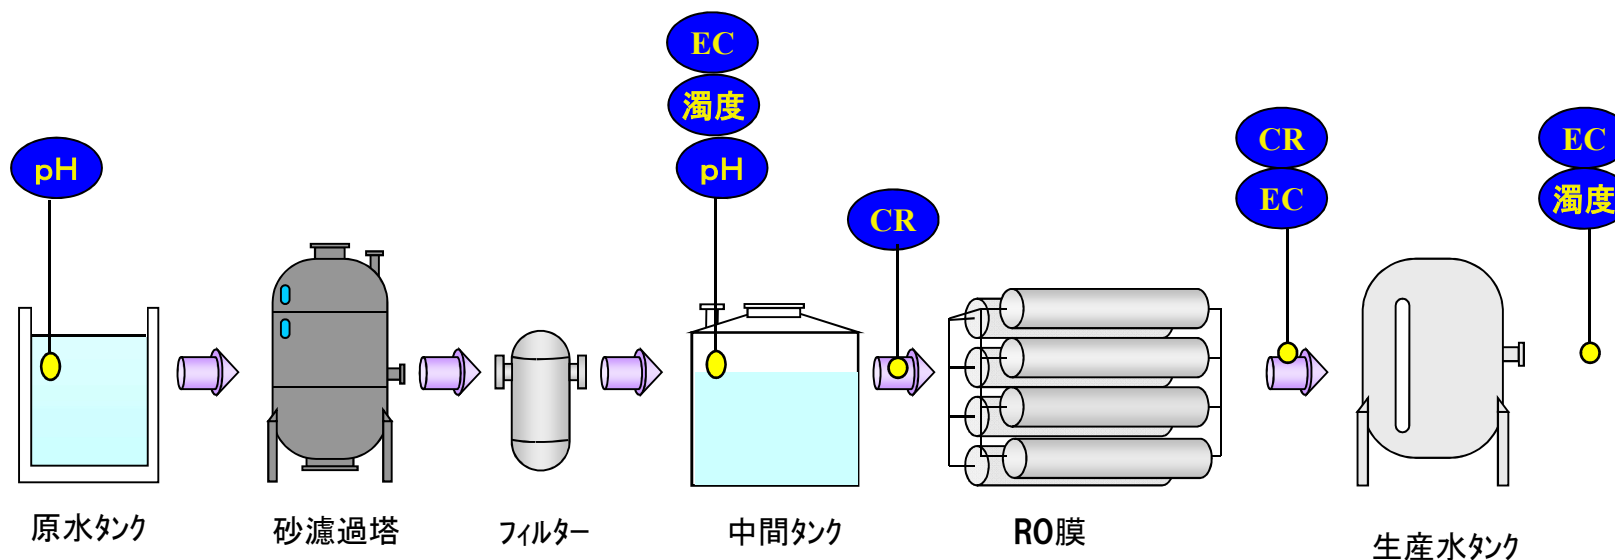 EC
濁度
pH
pH
CR
CR
EC
EC
濁度
原水タンク
砂濾過塔
フィルター
中間タンク
RO膜
生産水タンク